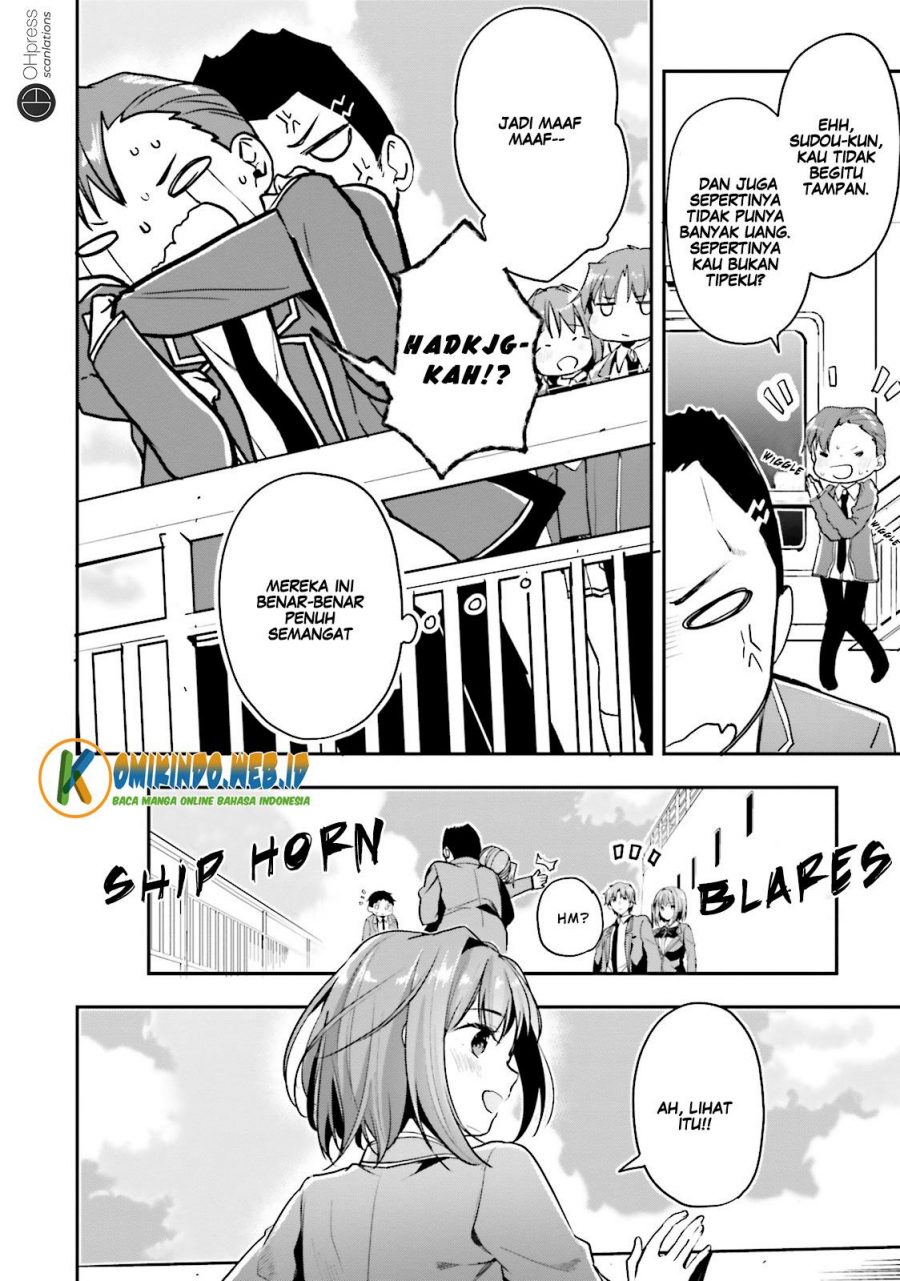 OHpress
scanlations
EHH,
SUDOU-KUN,
KAU TIDAK
BEGITU
TAMPAN.
DAN JUGA
SEPERTINYA
TIDAK PUNYA
BANYAK UANG.
SEPERTINYA
KAU BUKAN
TIPEKU?
WIGGLE
WIGGLE
JADI MAAF
MAAF--
HADKJG-
KAH!?
MEREKA INI
BENAR-BENAR
PENUH
SEMANGAT
KOMIKINDO.WEB.ID
BACA MANGA ONLINE BAHASA INDONESIA
SHIP HORN
BLARES
HM?
AH, LIHAT
ITU!!